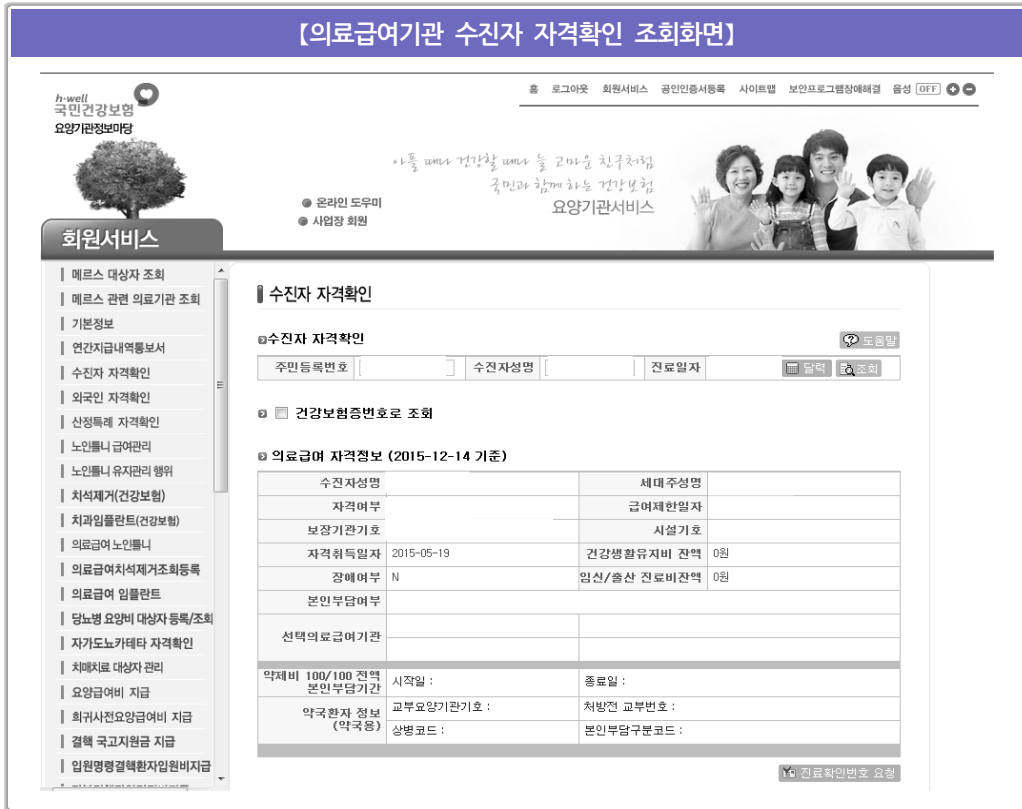 【의료급여기관 수진자 자격확인 조회화면】
h·well
국민건강보험
요양기관정보마당
홈 로그아웃 회원서비스 공인인증서등록 사이트맵 보안프로그램장애해결 음성 OFF
아플 때나 건강할 때나 늘 고마운 친구처럼
국민과 함께 하는 건강보험
요양기관서비스
온라인 도우미
사업장 회원
회원서비스
메르스 대상자 조회
메르스 관련 의료기관 조회
기본정보
연간지급내역통보서
수진자 자격확인
외국인 자격확인
산정특례 자격확인
노인틀니 급여관리
노인틀니 유지관리 행위
치석제거(건강보험)
치과임플란트(건강보험)
의료급여 노인틀니
의료급여치석제거조회등록
의료급여 임플란트
당뇨병 요양비 대상자 등록/조회
자가도뇨카테타 자격확인
치매치료 대상자 관리
요양급여비 지급
희귀사전요양급여비 지급
결핵 국고지원금 지급
입원명령결핵환자입원비지급
수진자 자격확인
수진자 자격확인
도움말
주민등록번호 수진자성명 진료일자 달력 조회
건강보험증번호로 조회
의료급여 자격정보 (2015-12-14 기준)
수진자성명 세대주성명
자격여부 급여제한일자
보장기관기호 시설기호
자격취득일자 2015-05-19 건강생활유지비 잔액 0원
장애여부 N 임신/출산 진료비잔액 0원
본인부담여부
선택의료급여기관
약제비 100/100 전액
본인부담기간
시작일 : 종료일 :
약국환자 정보
(약국용)
교부요양기관기호 : 처방전 교부번호 :
상병코드 : 본인부담구분코드 :
진료확인번호 요청